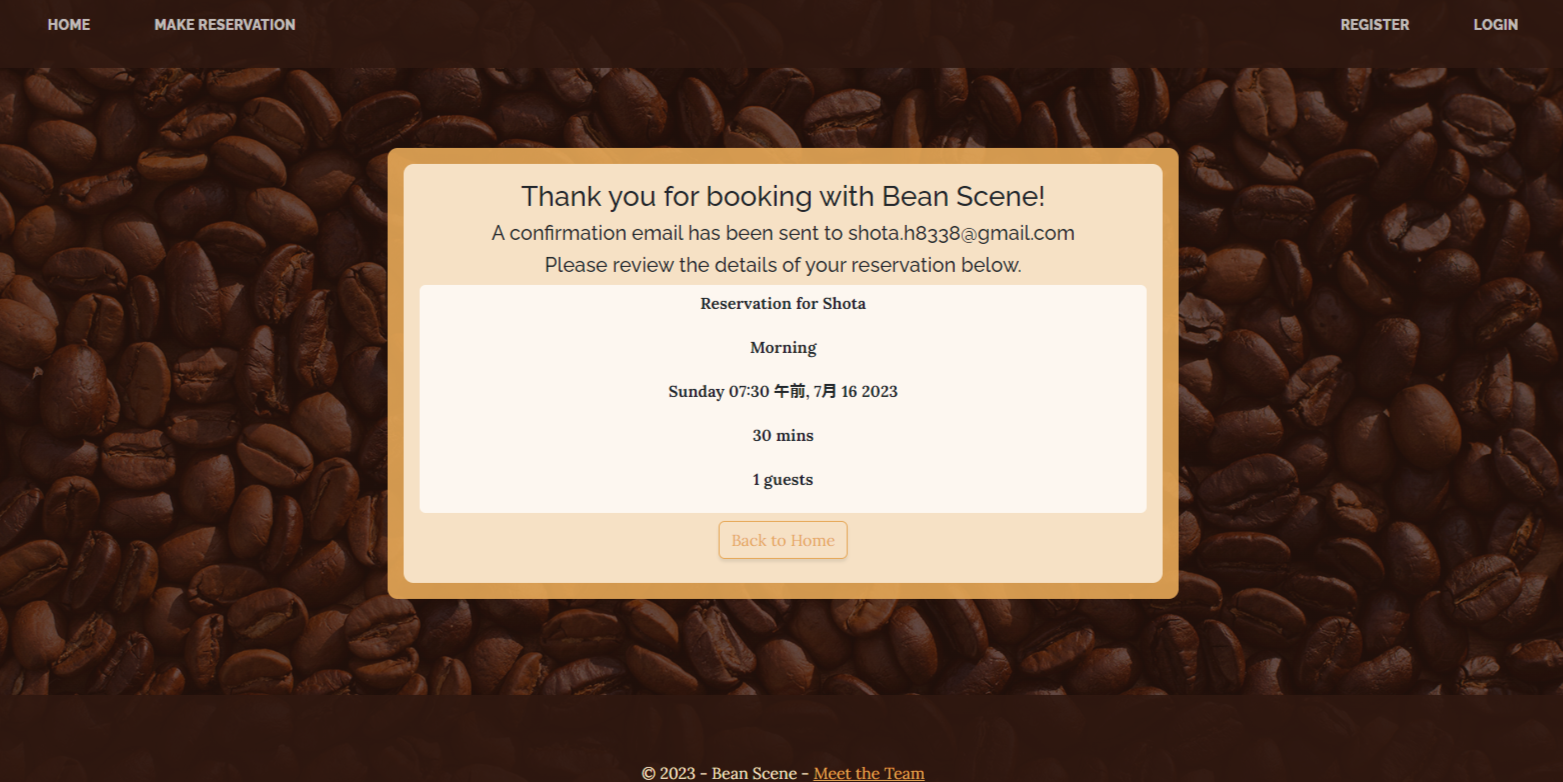 HOME MAKE RESERVATION REGISTER LOGIN
Thank you for booking with Bean Scene!
A confirmation email has been sent to shota.h8338@gmail.com
Please review the details of your reservation below.
Reservation for Shota
Morning
Sunday 07:30 午前, 7月 16 2023
30 mins
1 guests
Back to Home
© 2023 - Bean Scene - Meet the Team